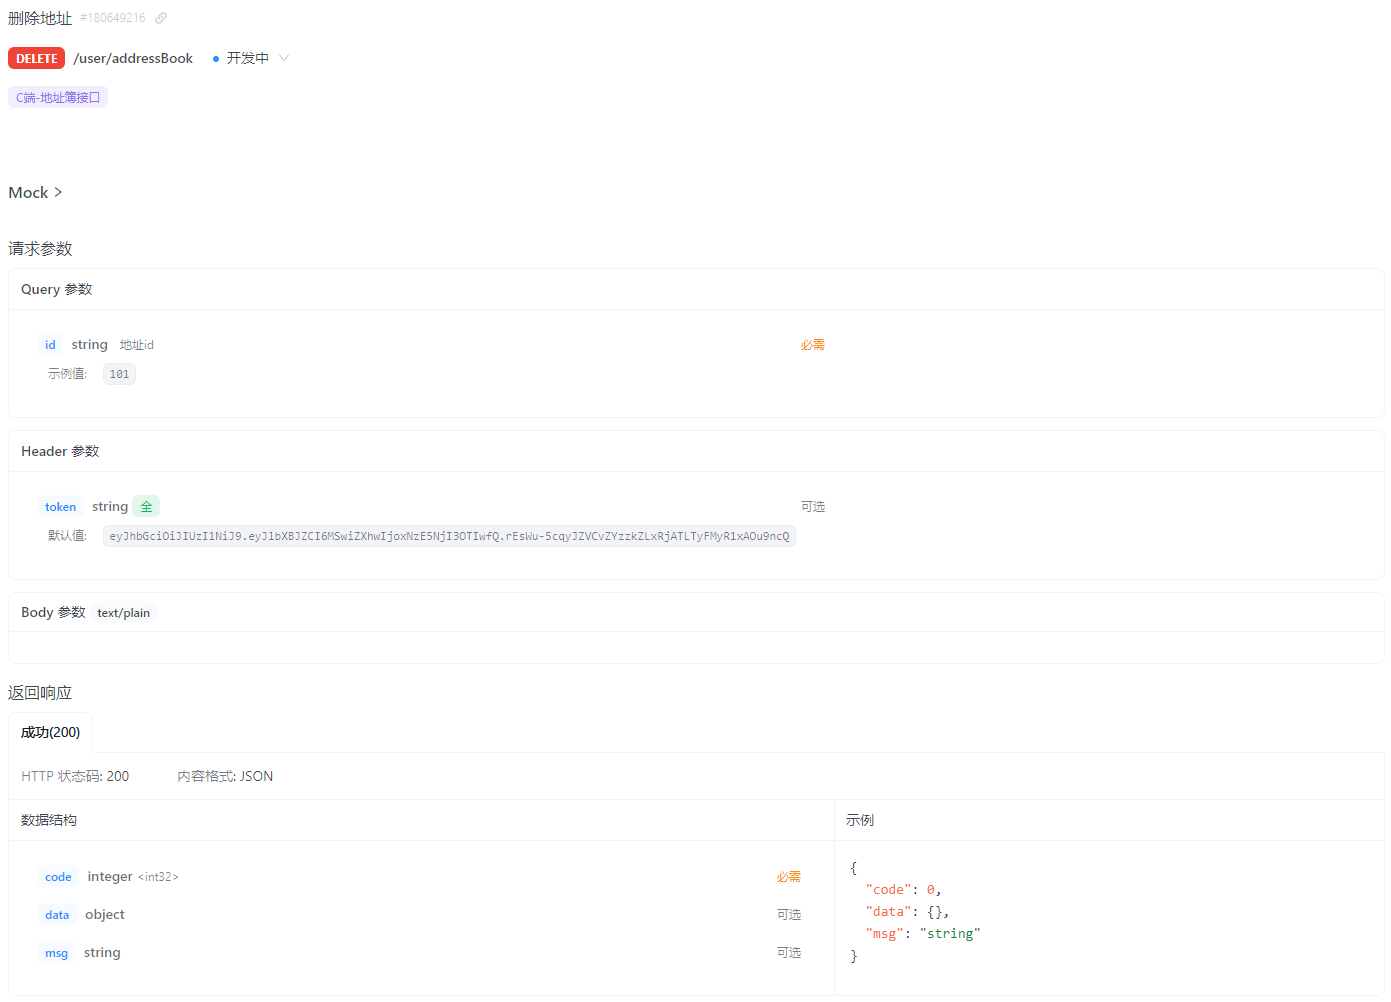 删除地址 #180649216
DELETE /user/addressBook 开发中
C端-地址簿接口
Mock >
请求参数
Query 参数
id string 地址id 必需
示例值: 101
Header 参数
token string 全 可选
默认值: eyJhbGciOiJIUzI1NiJ9.eyJlbXBJZCI6MSwiZXhwIjoxNzE5NjI3OTIwfQ.rEsWu-5cqyJZVCvZYzzkZLxRjATLTyFMyR1xAOu9ncQ
Body 参数 text/plain
返回响应
成功(200)
HTTP 状态码: 200 内容格式: JSON
数据结构 示例
code integer <int32> 必需
data object 可选
msg string 可选
{
"code": 0,
"data": {},
"msg": "string"
}